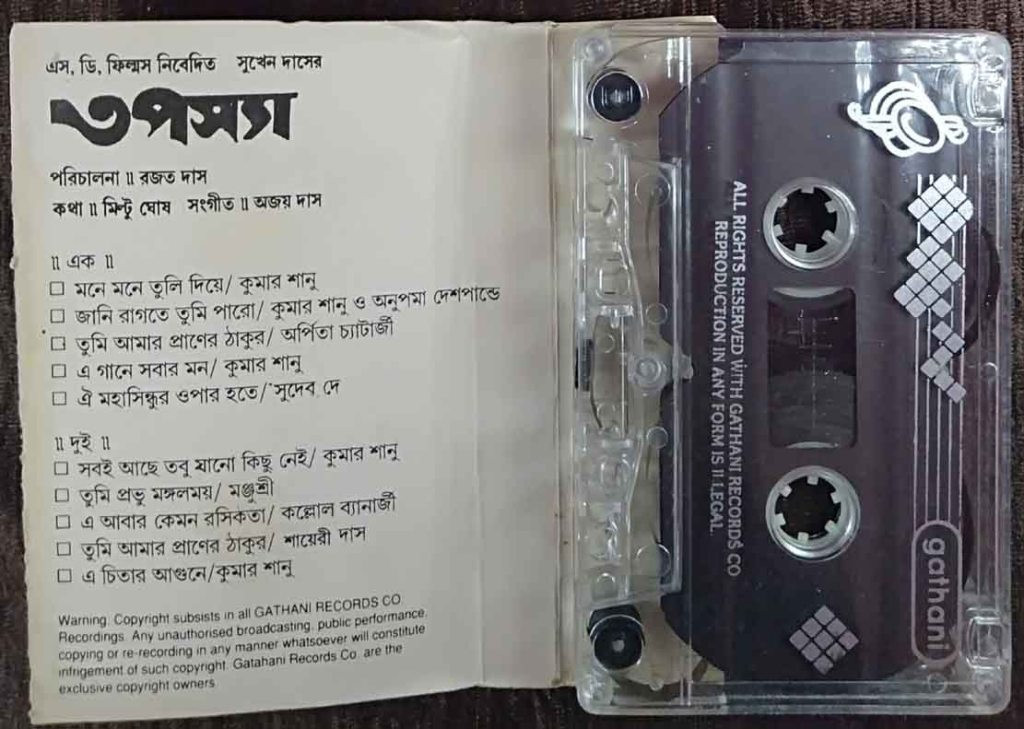 এস, ডি, ফিল্মস নিবেদিত সুখেন দাসের
তপস্যা
পরিচালনা ॥ রজত দাস
কথা ॥ মিন্টু ঘোষ সংগীত ॥ অজয় দাস
॥ এক ॥
□ মনে মনে তুলি দিয়ে/ কুমার শানু
□ জানি রাগতে তুমি পারো/ কুমার শানু ও অনুপমা দেশপান্ডে
□ তুমি আমার প্রাণের ঠাকুর/ অর্পিতা চ্যাটার্জী
□ এ গানে সবার মন/ কুমার শানু
□ ঐ মহাসিন্ধুর ওপার হতে/ সুদেব দে
॥ দুই ॥
□ সবই আছে তবু যানো কিছু নেই/ কুমার শানু
□ তুমি প্রভু মঙ্গলময়/ মঞ্জুশ্রী
□ এ আবার কেমন রসিকতা/ কল্লোল ব্যানার্জী
□ তুমি আমার প্রাণের ঠাকুর/ শায়েরী দাস
□ এ চিতার আগুনে/কুমার শানু
Warning: Copyright subsists in all GATHANI RECORDS CO
Recordings. Any unauthorised broadcasting. public performance.
copying or re-recording in any manner whatsoever will constitute
infrigement of such copyright. Gatahani Records Co. are the
exclusive copyright owners.
ALL RIGHTS RESERVED WITH GATHANI RECORDS CO
REPRODUCTION IN ANY FORM IS ILLEGAL.
gathani